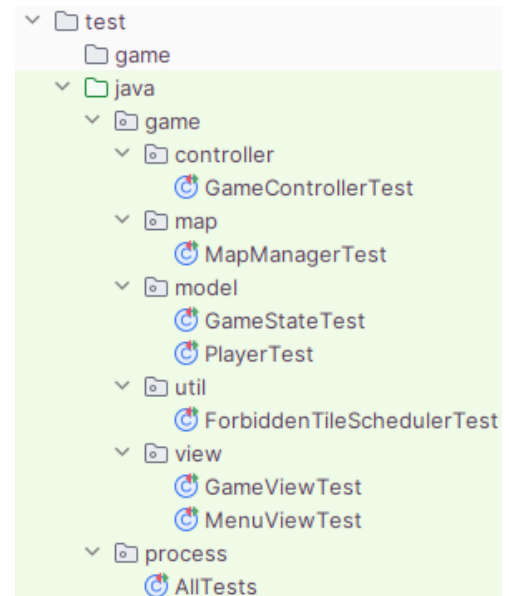 test
game
java
game
controller
GameControllerTest
map
MapManagerTest
model
GameStateTest
PlayerTest
util
ForbiddenTileSchedulerTest
view
GameViewTest
MenuViewTest
process
AllTests